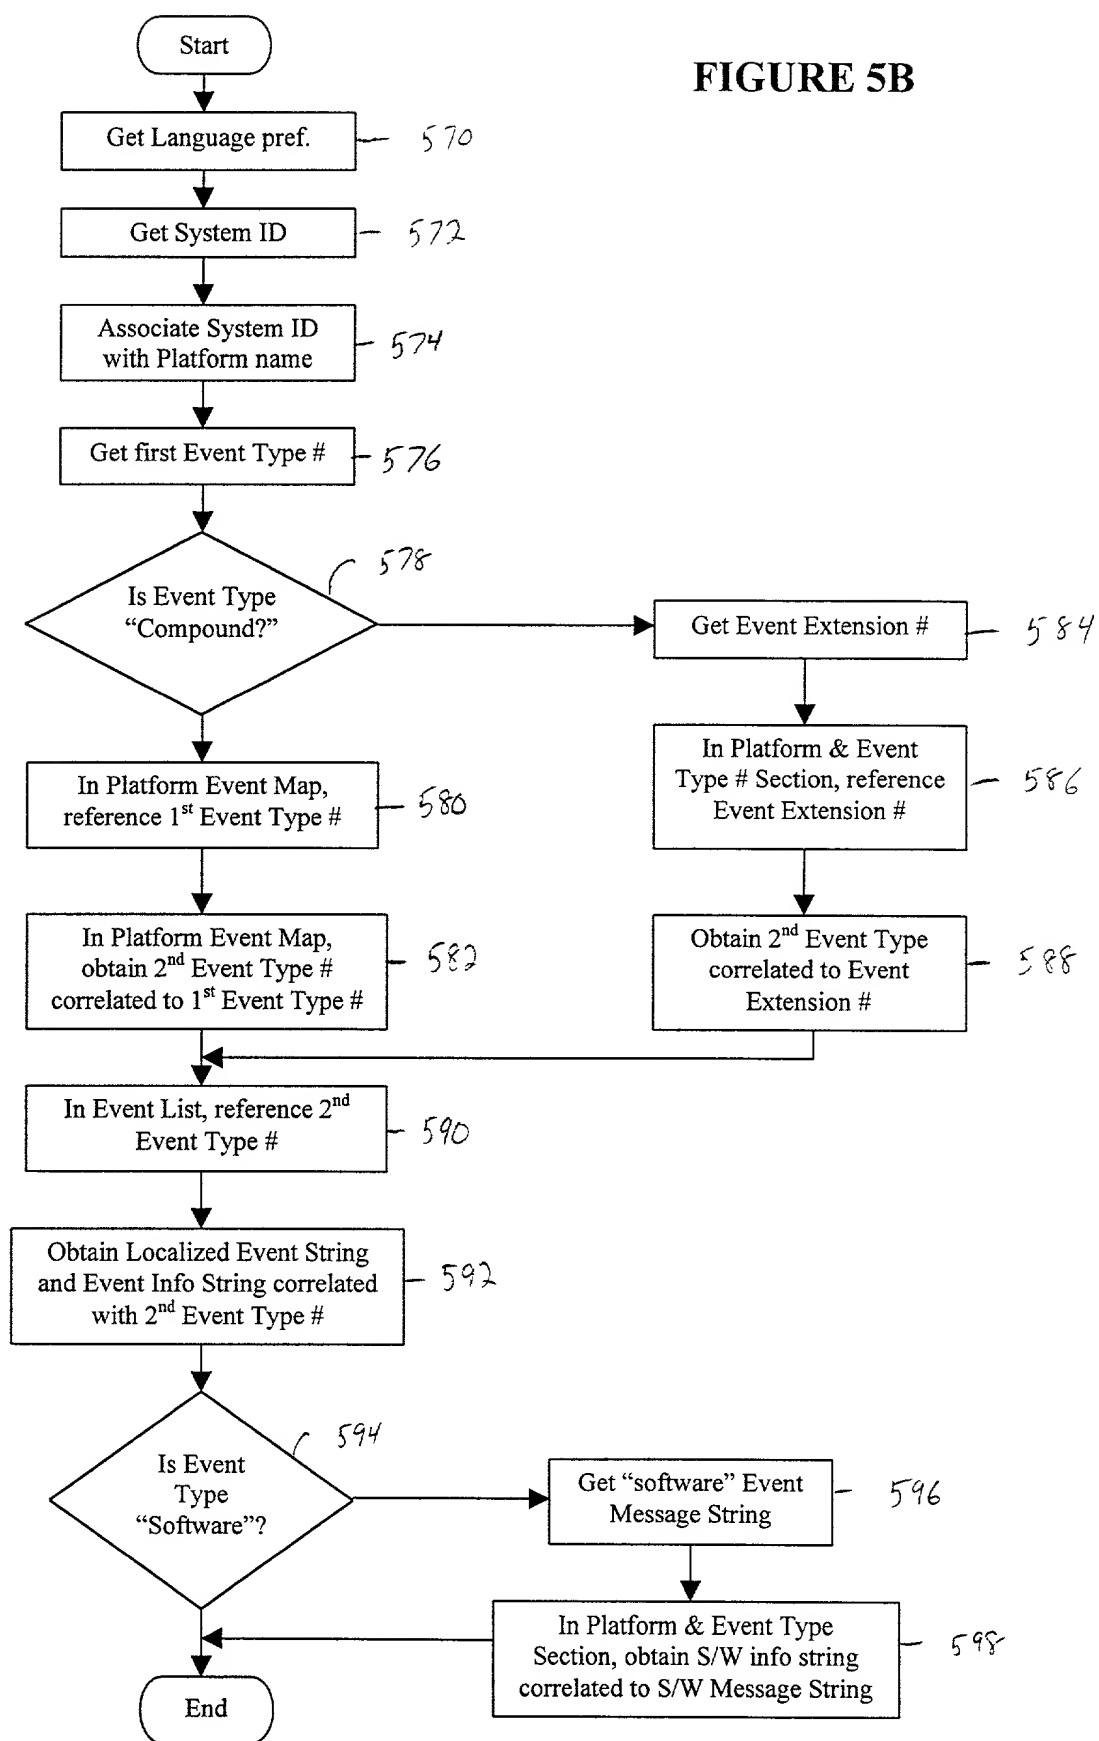 Start
FIGURE 5B
Get Language pref.
570
Get System ID
572
Associate System ID
with Platform name
574
Get first Event Type #
576
Is Event Type
“Compound?”
578
Get Event Extension #
584
In Platform Event Map,
reference 1st Event Type #
580
In Platform & Event
Type # Section, reference
Event Extension #
586
In Platform Event Map,
obtain 2nd Event Type #
correlated to 1st Event Type #
582
Obtain 2nd Event Type
correlated to Event
Extension #
588
In Event List, reference 2nd
Event Type #
590
Obtain Localized Event String
and Event Info String correlated
with 2nd Event Type #
592
Is Event
Type
“Software”?
594
Get “software” Event
Message String
596
In Platform & Event Type
Section, obtain S/W info string
correlated to S/W Message String
598
End